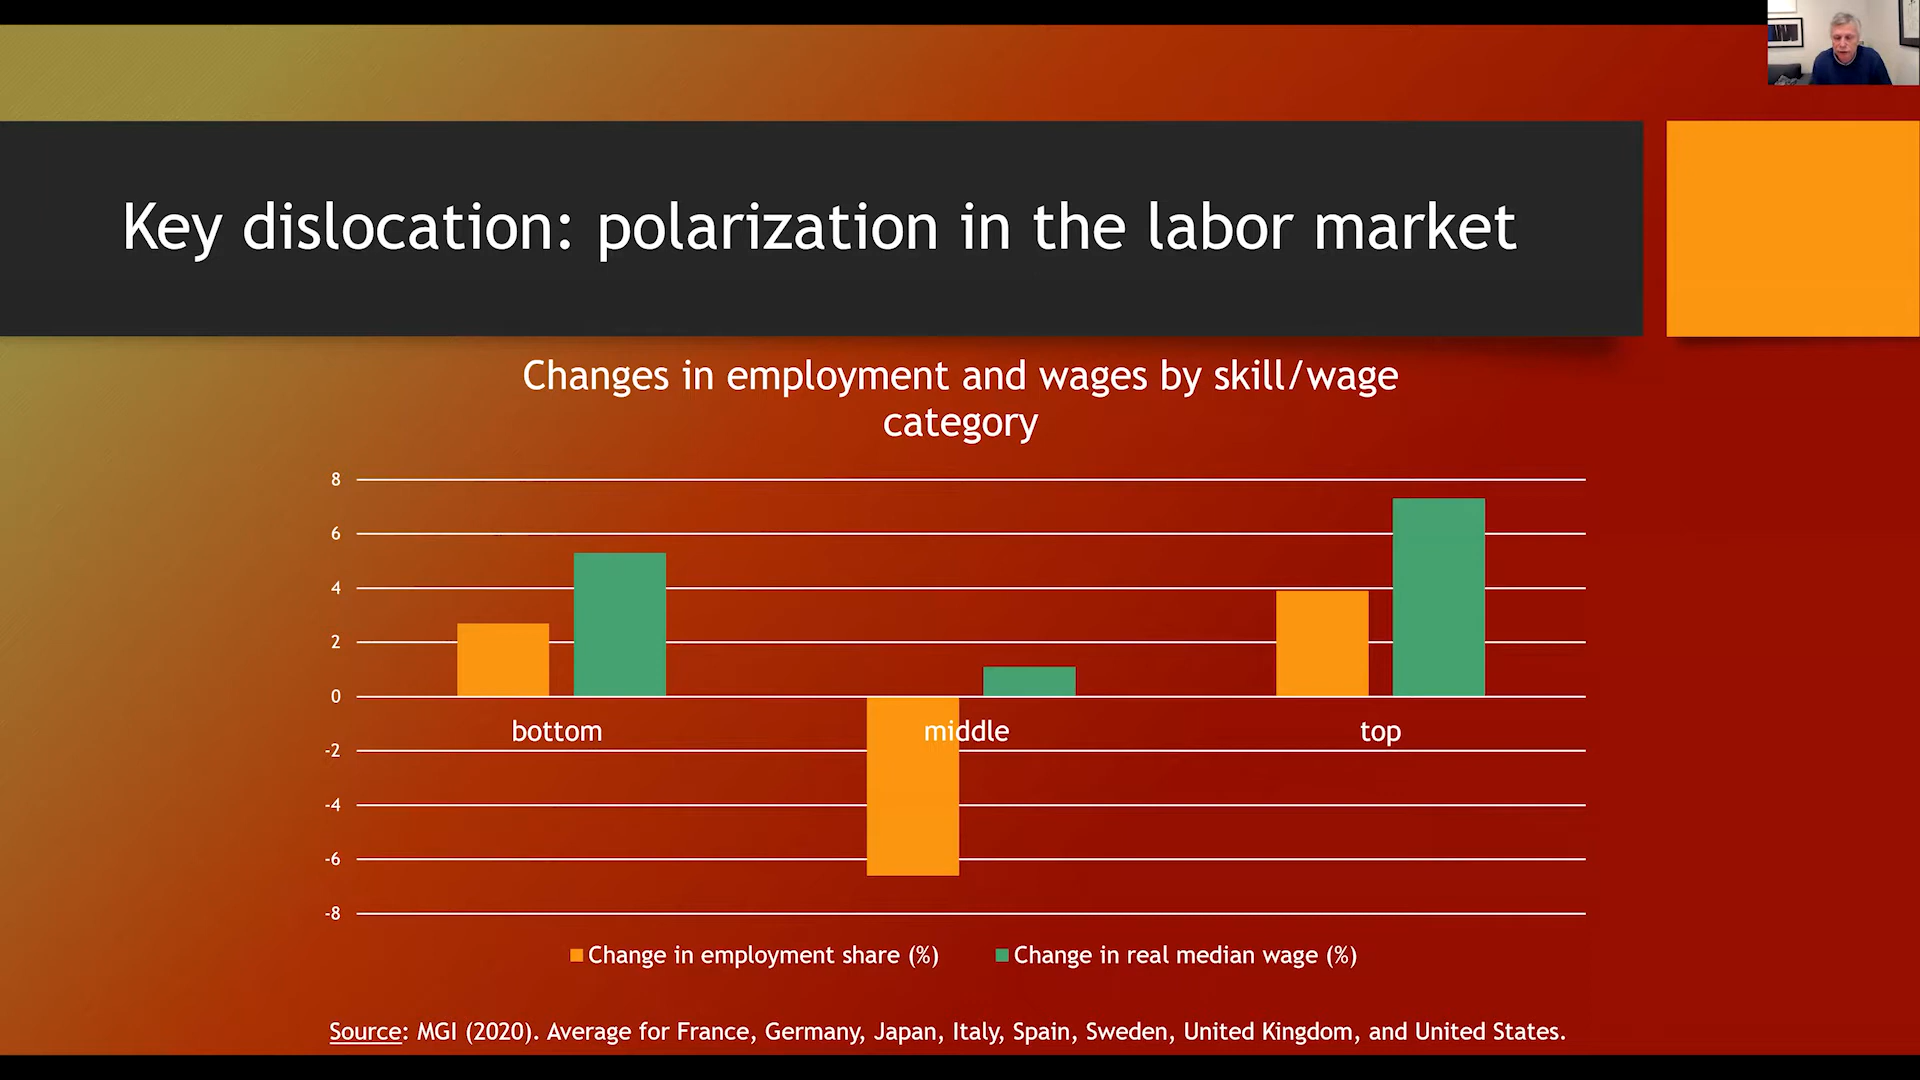 Key dislocation: polarization in the labor market
Changes in employment and wages by skill/wage
category
8
6
4
2
0
-2
-4
-6
-8
bottom
middle
top
Change in employment share (%)
Change in real median wage (%)
Source: MGI (2020). Average for France, Germany, Japan, Italy, Spain, Sweden, United Kingdom, and United States.